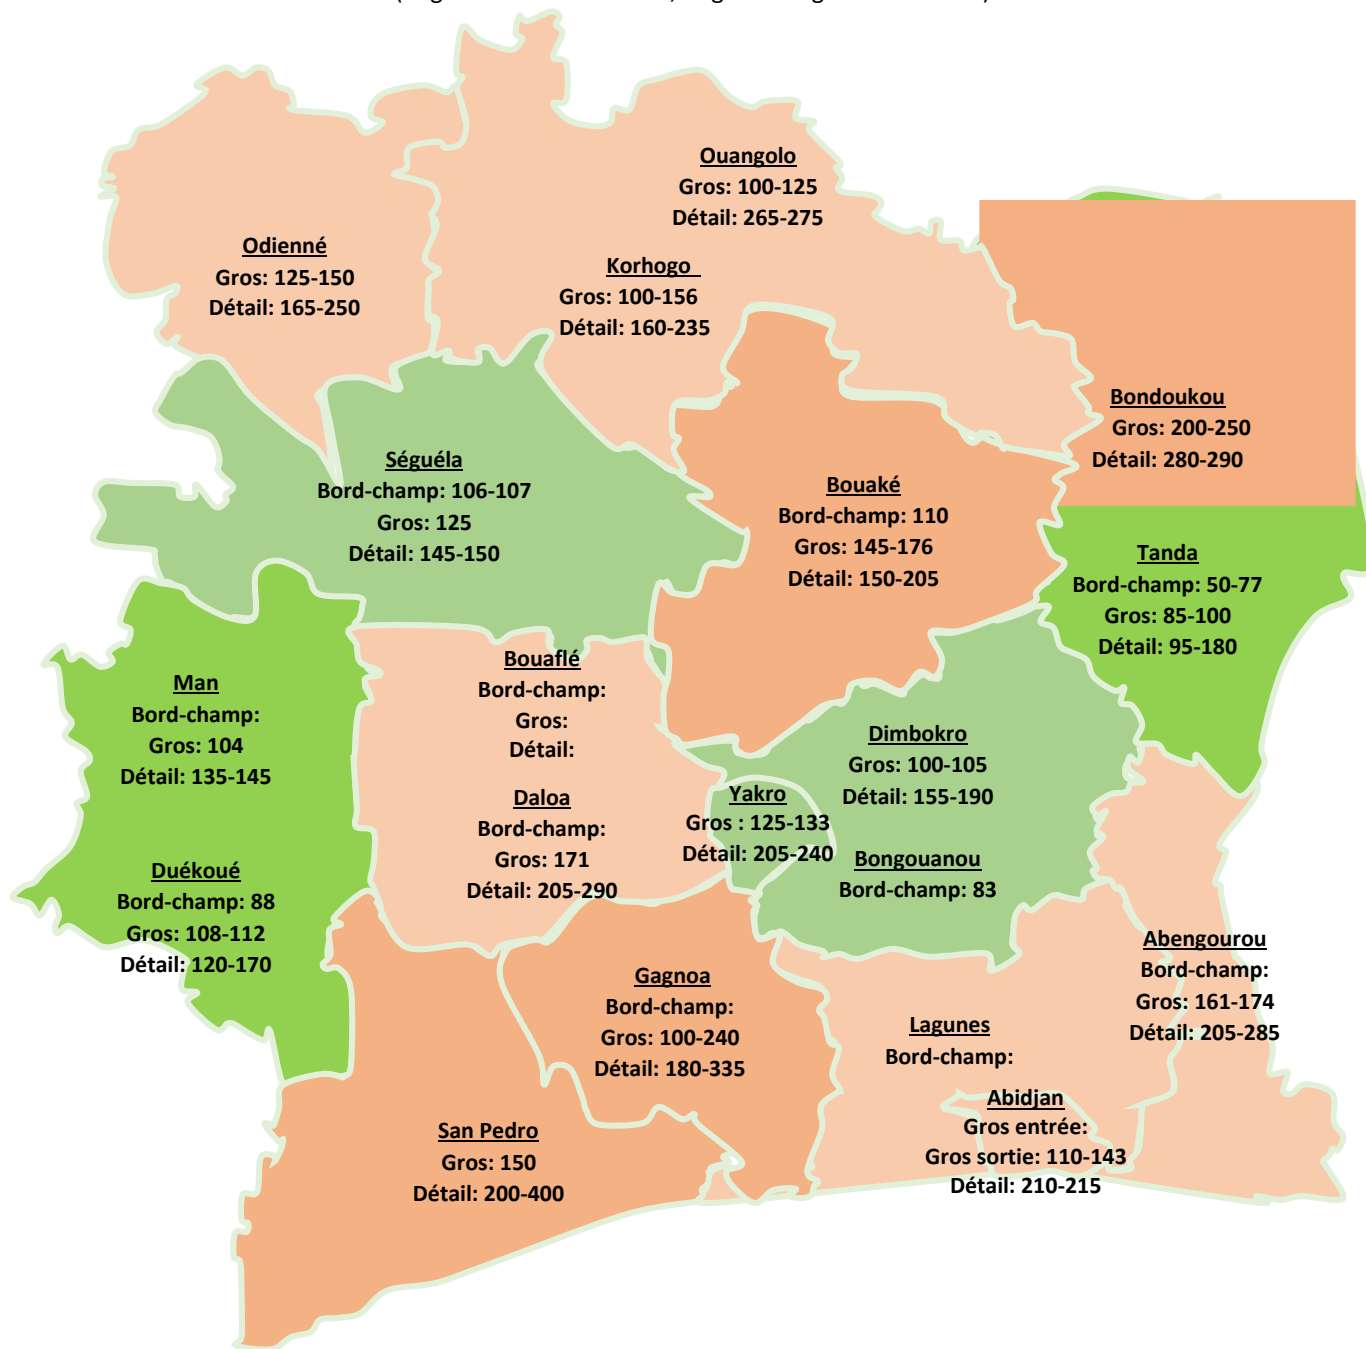 Ouangolo
Gros: 100-125
Détail: 265-275
Odienné
Gros: 125-150
Détail: 165-250
Korhogo
Gros: 100-156
Détail: 160-235
Bondoukou
Gros: 200-250
Détail: 280-290
Séguéla
Bord-champ: 106-107
Gros: 125
Détail: 145-150
Bouaké
Bord-champ: 110
Gros: 145-176
Détail: 150-205
Tanda
Bord-champ: 50-77
Gros: 85-100
Détail: 95-180
Man
Bord-champ:
Gros: 104
Détail: 135-145
Bouaflé
Bord-champ:
Gros:
Détail:
Dimbokro
Gros: 100-105
Détail: 155-190
Daloa
Bord-champ:
Gros: 171
Détail: 205-290
Yakro
Gros : 125-133
Détail: 205-240
Bongouanou
Bord-champ: 83
Duékoué
Bord-champ: 88
Gros: 108-112
Détail: 120-170
Gagnoa
Bord-champ:
Gros: 100-240
Détail: 180-335
Abengourou
Bord-champ:
Gros: 161-174
Détail: 205-285
Lagunes
Bord-champ:
Abidjan
Gros entrée:
Gros sortie: 110-143
Détail: 210-215
San Pedro
Gros: 150
Détail: 200-400